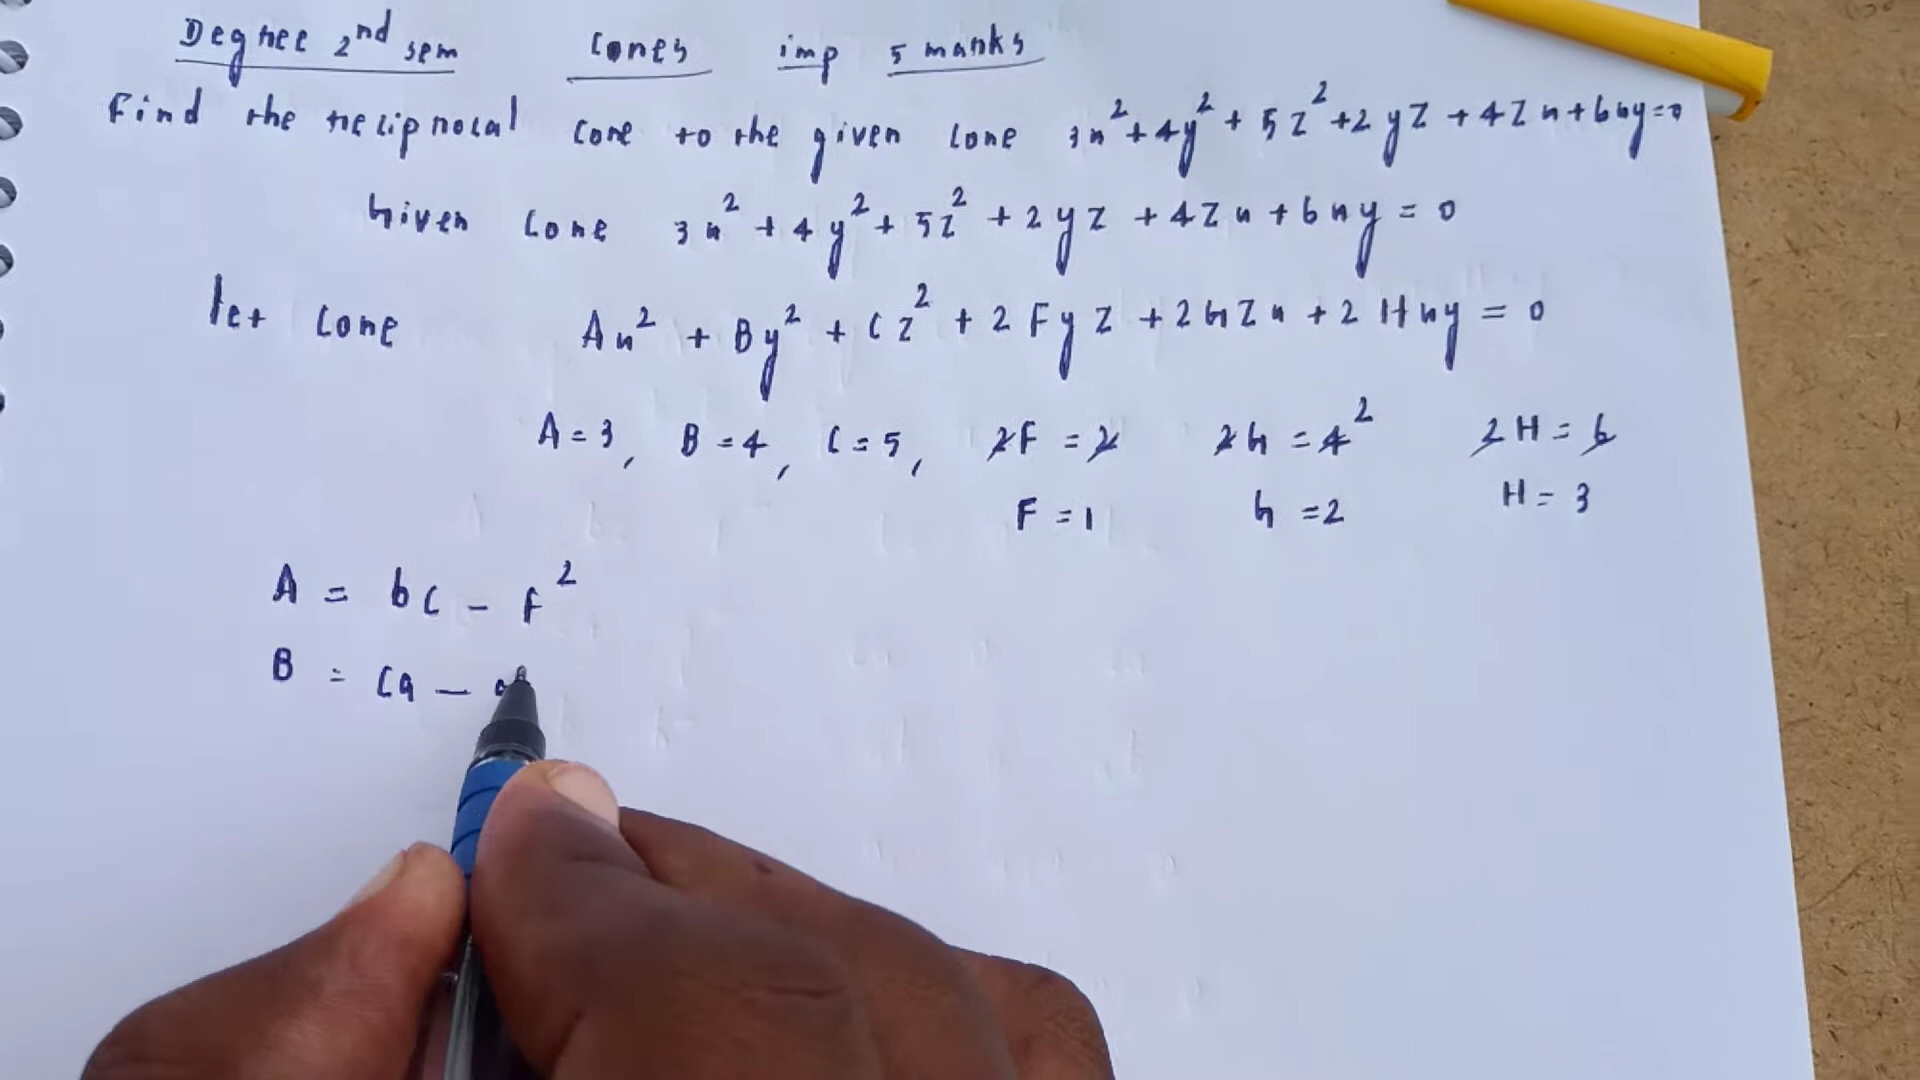 Degree 2nd sem Cones imp 5 marks
Find the reciprocal cone to the given cone 3x²+4y²+5z²+2yz+4zx+6xy=0
Given cone 3x²+4y²+5z²+2yz+4zx+6xy=0
let cone Ax²+By²+Cz²+2Fyz+2Gzx+2Hxy=0
A=3, B=4, C=5, 2F=2 2G=4 2 2H=6
F=1 G=2 H=3
A = bc - f²
B = ca -